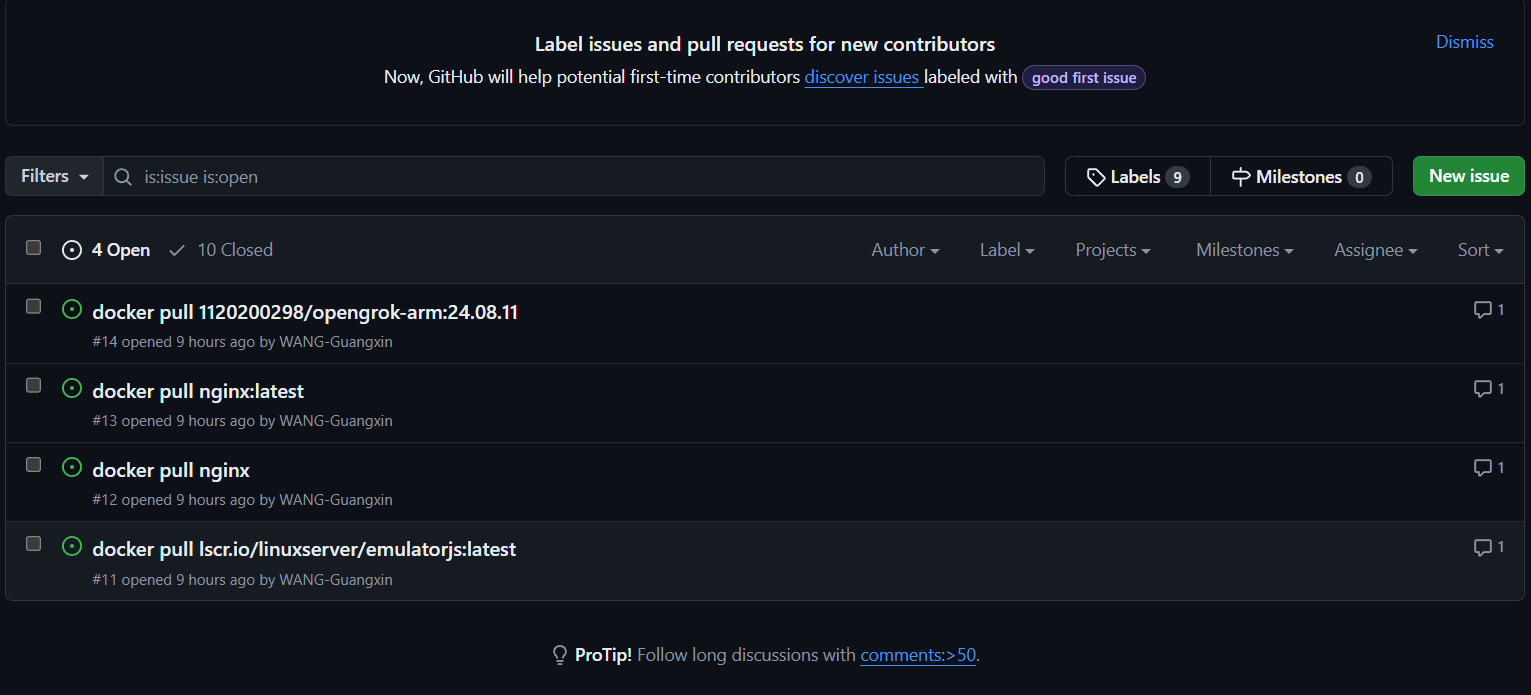 Label issues and pull requests for new contributors
Dismiss
Now, GitHub will help potential first-time contributors discover issues labeled with good first issue
Filters is:issue is:open Labels 9 Milestones 0 New issue
4 Open 10 Closed Author Label Projects Milestones Assignee Sort
docker pull 1120200298/opengrok-arm:24.08.11 1
#14 opened 9 hours ago by WANG-Guangxin
docker pull nginx:latest 1
#13 opened 9 hours ago by WANG-Guangxin
docker pull nginx 1
#12 opened 9 hours ago by WANG-Guangxin
docker pull lscr.io/linuxserver/emulatorjs:latest 1
#11 opened 9 hours ago by WANG-Guangxin
ProTip! Follow long discussions with comments:>50.